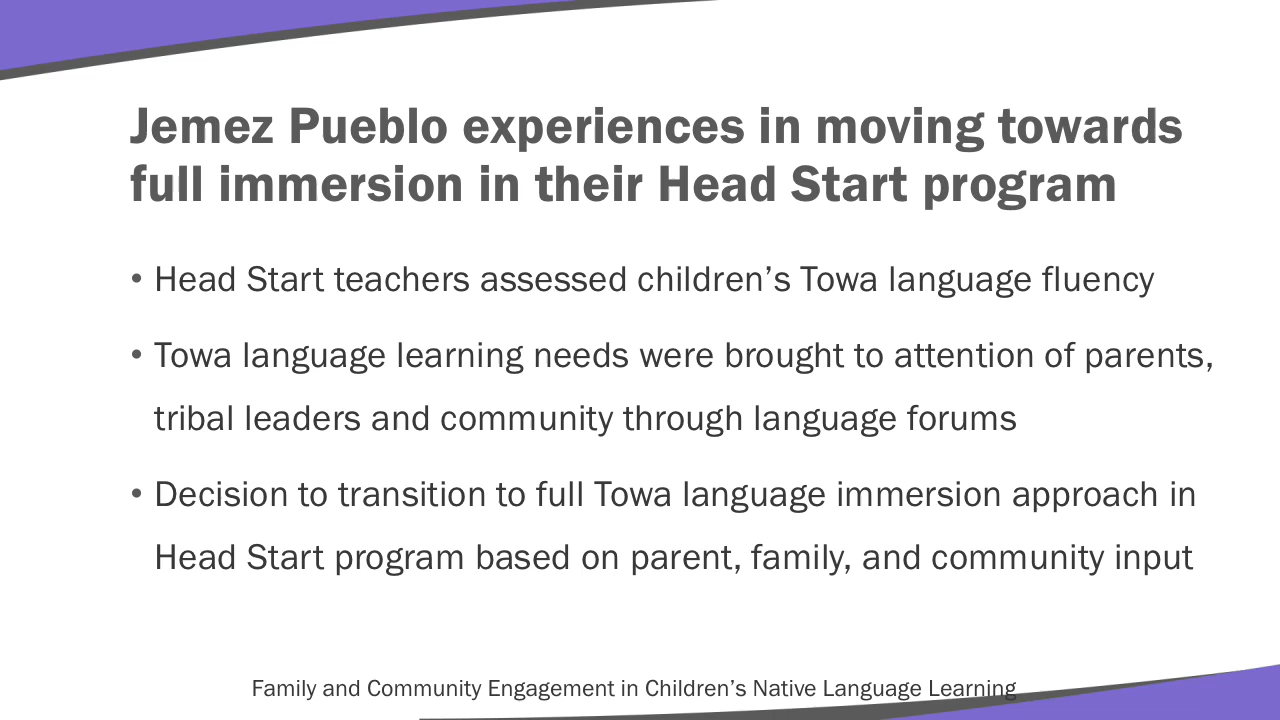 Jemez Pueblo experiences in moving towards
full immersion in their Head Start program
• Head Start teachers assessed children’s Towa language fluency
• Towa language learning needs were brought to attention of parents,
tribal leaders and community through language forums
• Decision to transition to full Towa language immersion approach in
Head Start program based on parent, family, and community input
Family and Community Engagement in Children’s Native Language Learning